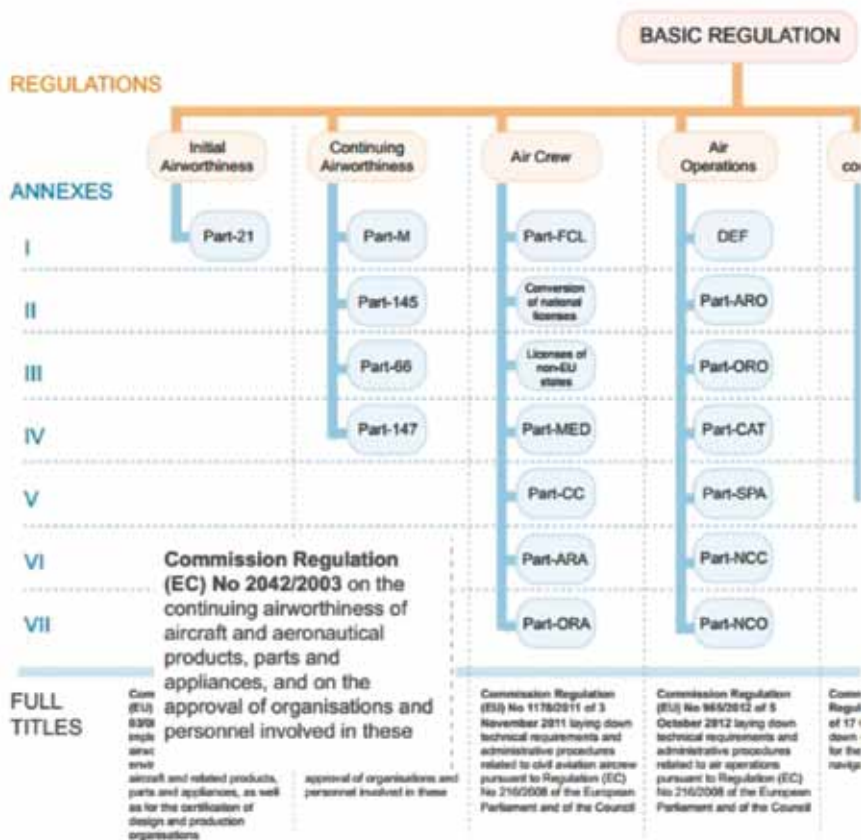 BASIC REGULATION
REGULATIONS
Initial
Airworthiness
Continuing
Airworthiness
Air Crew
Air
Operations
ANNEXES
I
Part-21
Part-M
Part-FCL
DEF
II
Part-145
Conversion
of national
licenses
Part-ARO
III
Part-66
Licenses of
non-EU
states
Part-ORO
IV
Part-147
Part-MED
Part-CAT
V
Part-CC
Part-SPA
VI
Part-ARA
Part-NCC
VII
Part-ORA
Part-NCO
Commission Regulation
(EC) No 2042/2003 on the
continuing airworthiness of
aircraft and aeronautical
products, parts and
appliances, and on the
approval of organisations and
personnel involved in these
FULL
TITLES
(EU)
aircraft and related products,
parts and appliances, as well
as for the certification of
design and production
organisations
approval of organisations and
personnel involved in these
Commission Regulation
(EU) No 1178/2011 of 3
November 2011 laying down
technical requirements and
administrative procedures
related to civil aviation aircrew
pursuant to Regulation (EC)
No 216/2008 of the European
Parliament and of the Council
Commission Regulation
(EU) No 965/2012 of 5
October 2012 laying down
technical requirements and
administrative procedures
related to air operations
pursuant to Regulation (EC)
No 216/2008 of the European
Parliament and of the Council
of 17
down
for the